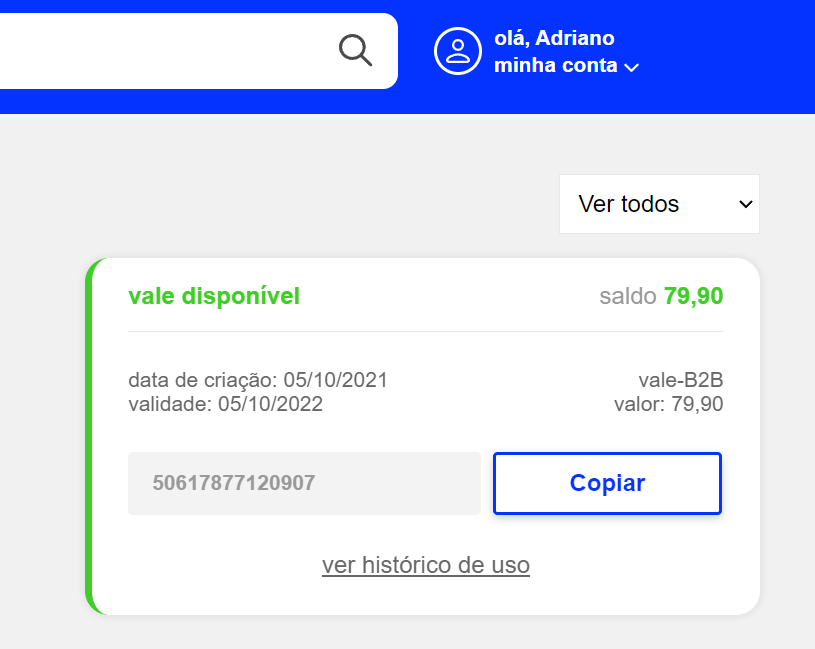 olá, Adriano
minha conta
Ver todos
vale disponível
saldo 79,90
data de criação: 05/10/2021
vale-B2B
validade: 05/10/2022
valor: 79,90
50617877120907
Copiar
ver histórico de uso